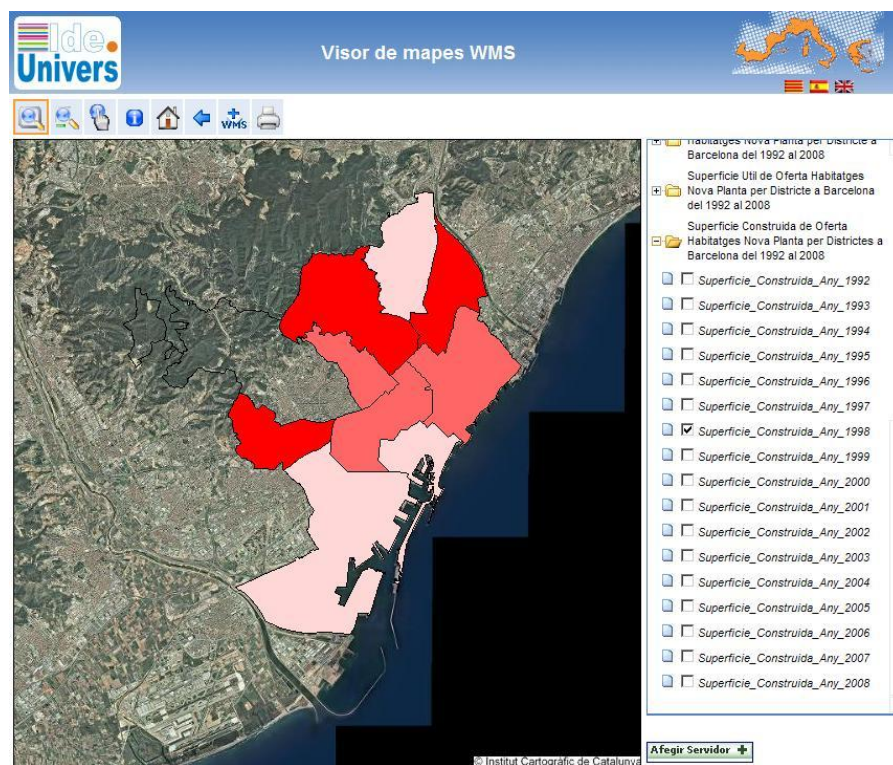 Ide.
Univers
Visor de mapes WMS
WMS
Habitatges Nova Planta per Districte a
Barcelona del 1992 al 2008
Superficie Util de Oferta Habitatges
Nova Planta per Districte a Barcelona
del 1992 al 2008
Superficie Construida de Oferta
Habitatges Nova Planta per Districtes a
Barcelona del 1992 al 2008
Superficie_Construida_Any_1992
Superficie_Construida_Any_1993
Superficie_Construida_Any_1994
Superficie_Construida_Any_1995
Superficie_Construida_Any_1996
Superficie_Construida_Any_1997
Superficie_Construida_Any_1998
Superficie_Construida_Any_1999
Superficie_Construida_Any_2000
Superficie_Construida_Any_2001
Superficie_Construida_Any_2002
Superficie_Construida_Any_2003
Superficie_Construida_Any_2004
Superficie_Construida_Any_2005
Superficie_Construida_Any_2006
Superficie_Construida_Any_2007
Superficie_Construida_Any_2008
© Institut Cartogràfic de Catalunya
Afegir Servidor +